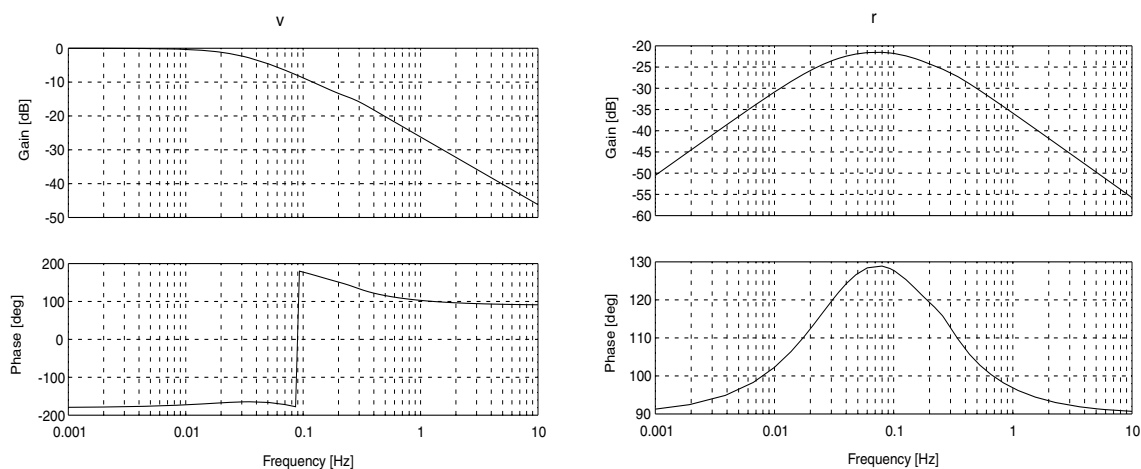 v
0
-10
-20
-30
-40
-50
Gain [dB]
200
100
0
-100
-200
Phase [deg]
0.001 0.01 0.1 1 10
Frequency [Hz]
r
-20
-25
-30
-35
-40
-45
-50
-55
-60
Gain [dB]
130
120
110
100
90
Phase [deg]
0.001 0.01 0.1 1 10
Frequency [Hz]